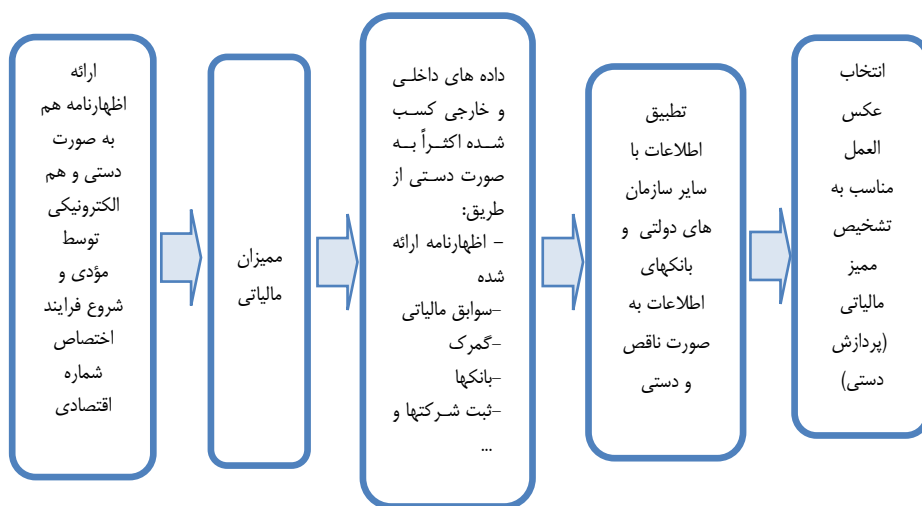 ارائه
اظهارنامه هم
به صورت
دستی و هم
الکترونیکی
توسط
مؤدی و
شروع فرایند
اختصاص
شماره
اقتصادی
ممیزان
مالیاتی
داده های داخلی
و خارجی کسب
شده اکثراً به
صورت دستی از
طریق:
- اظهارنامه ارائه
شده
-سوابق مالیاتی
-گمرک
-بانکها
-ثبت شرکتها و
...
تطبیق
اطلاعات با
سایر سازمان
های دولتی و
بانکهای
اطلاعات به
صورت ناقص
و دستی
انتخاب
عکس
العمل
مناسب به
تشخیص
ممیز
مالیاتی
(پردازش
دستی)